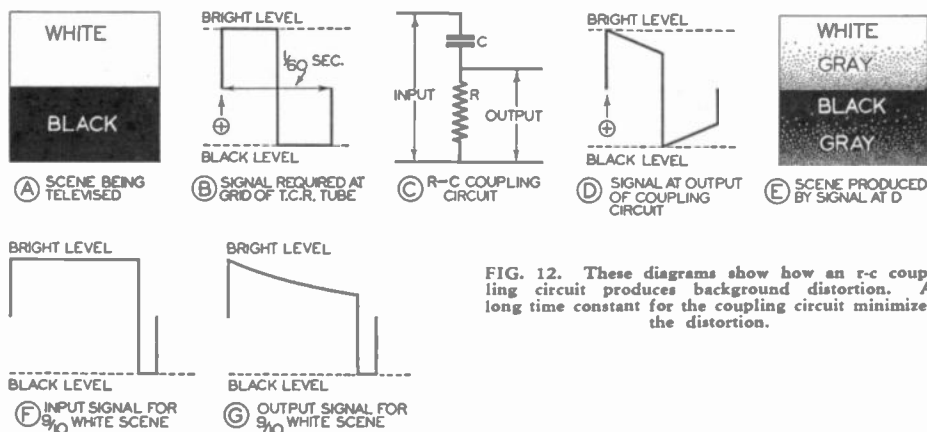 WHITE
BLACK
Ⓐ SCENE BEING
TELEVISED
BRIGHT LEVEL
1/60 SEC.
⊕
BLACK LEVEL
Ⓑ SIGNAL REQUIRED AT
GRID OF T.C.R. TUBE
C
R
INPUT
OUTPUT
Ⓒ R-C COUPLING
CIRCUIT
BRIGHT LEVEL
⊕
BLACK LEVEL
Ⓓ SIGNAL AT OUTPUT
OF COUPLING
CIRCUIT
WHITE
GRAY
BLACK
GRAY
Ⓔ SCENE PRODUCED
BY SIGNAL AT D
BRIGHT LEVEL
BLACK LEVEL
Ⓕ INPUT SIGNAL FOR
9/10 WHITE SCENE
BRIGHT LEVEL
Ⓖ OUTPUT SIGNAL FOR
9/10 WHITE SCENE
FIG. 12. These diagrams show how an r-c coup
ling circuit produces background distortion. A
long time constant for the coupling circuit minimize
the distortion.